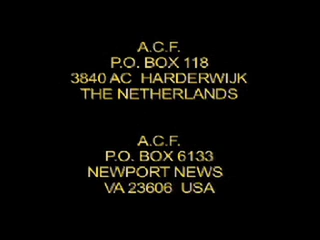 A.C.F.
P.O. BOX 118
3840 AC HARDERWIJK
THE NETHERLANDS
A.C.F.
P.O. BOX 6133
NEWPORT NEWS
VA 23606 USA